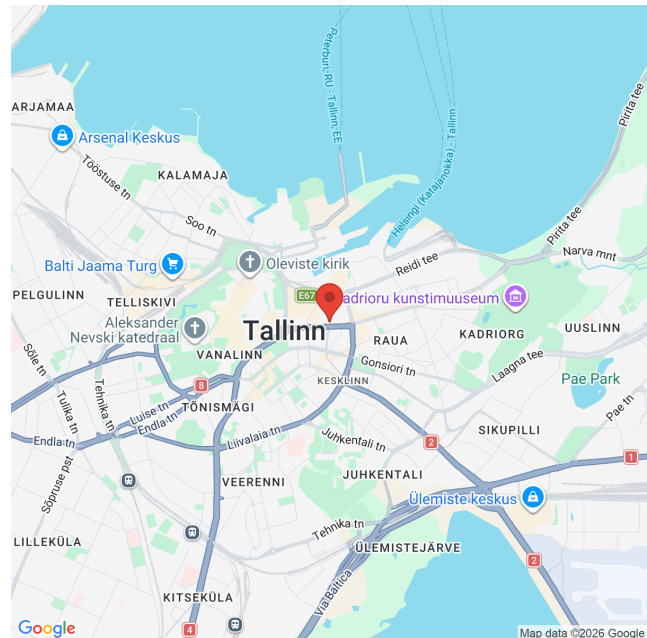 Peterburi, RU - Tallinn, EE
Helsingi (Katajanokka) - Tallinn
Pirita tee
Pirita tee
ARJAMAA
Arsenal Keskus
Tööstuse tn
KALAMAJA
Soo tn
Oleviste kirik
Balti Jaama Turg
Reidi tee
Narva mnt
PELGULINN
TELLISKIVI
E67
adrioru kunstimuuseum
Aleksander
Nevski katedraal
Tallinn
RAUA
KADRIORG
UUSLINN
VANALINN
Gonsiori tn
Laagna tee
Sõle tn
Tulika tn
Tehnika tn
8
KESKLINN
Pae Park
Luise tn
TÕNISMÄGI
Pae tn
Endla tn
Endla tn
Liivalaia tn
Juhkentali tn
2
SIKUPILLI
1
Sõpruse pst
VEERENNI
JUHKENTALI
Ülemiste keskus
LILLEKÜLA
Tehnika tn
ÜLEMISTEJÄRVE
2
Via Baltica
KITSEKÜLA
4
Google
Map data ©2026 Google